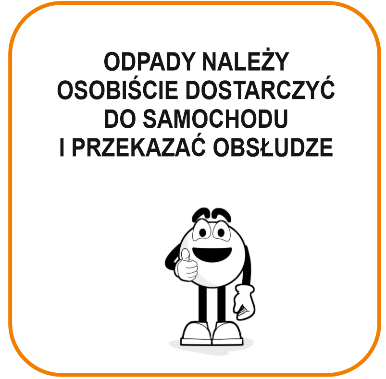 ODPADY NALEŻY
OSOBIŚCIE DOSTARCZYĆ
DO SAMOCHODU
I PRZEKAZAĆ OBSŁUDZE